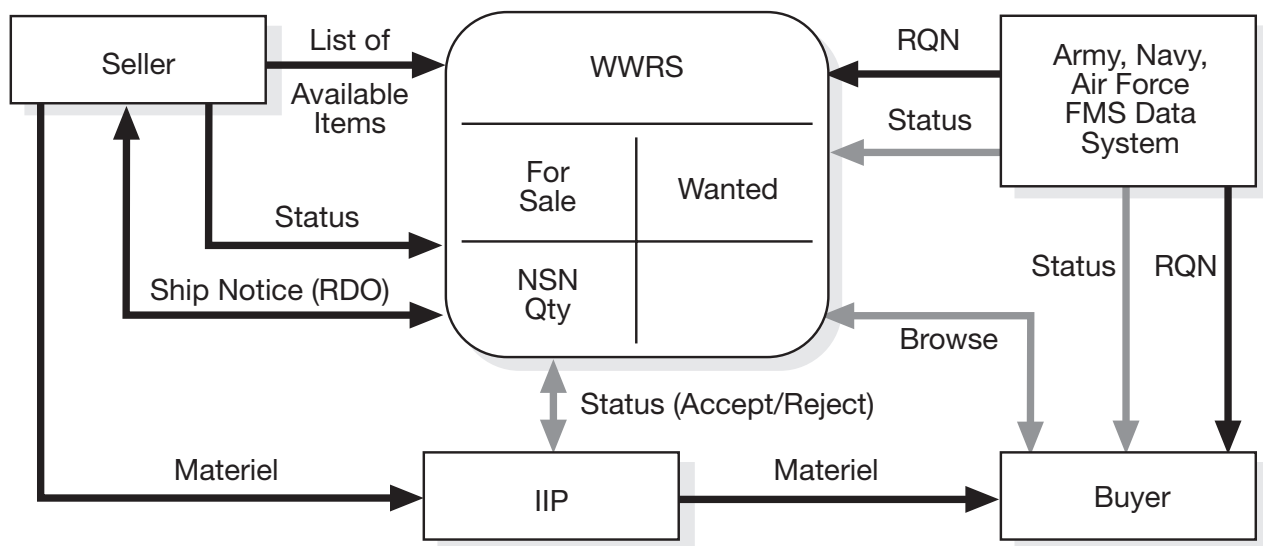 Seller
List of
Available
Items
WWRS
RQN
Army, Navy,
Air Force
FMS Data
System
Status
For
Sale
Wanted
Status
NSN
Qty
Ship Notice (RDO)
Status
RQN
Browse
Status (Accept/Reject)
Materiel
IIP
Materiel
Buyer